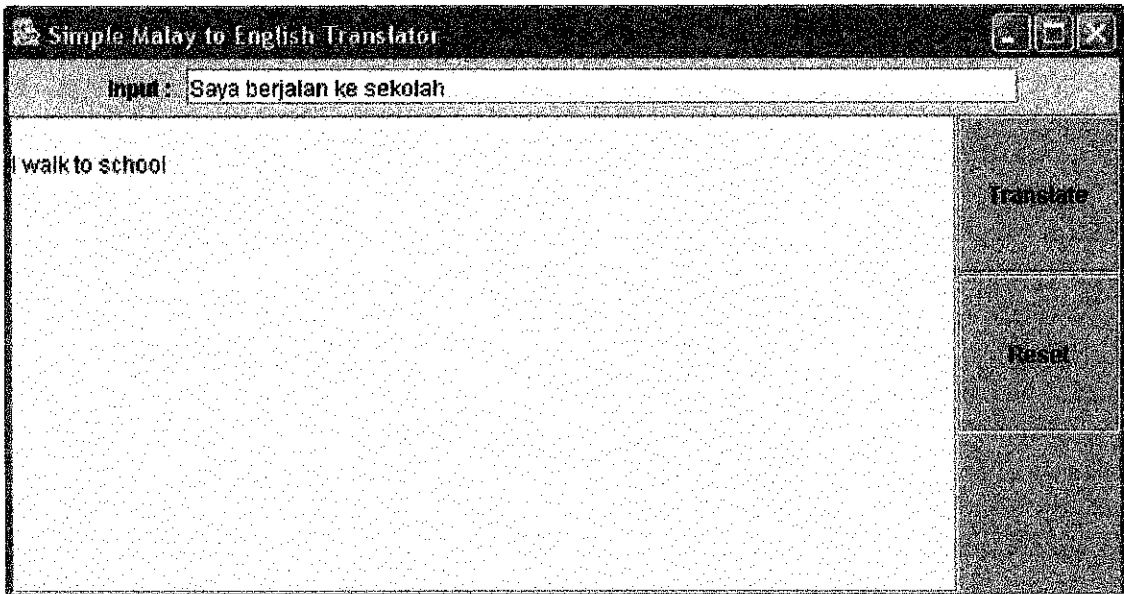 Simple Malay to English Translator
Input : Saya berjalan ke sekolah
I walk to school
Translate
Reset